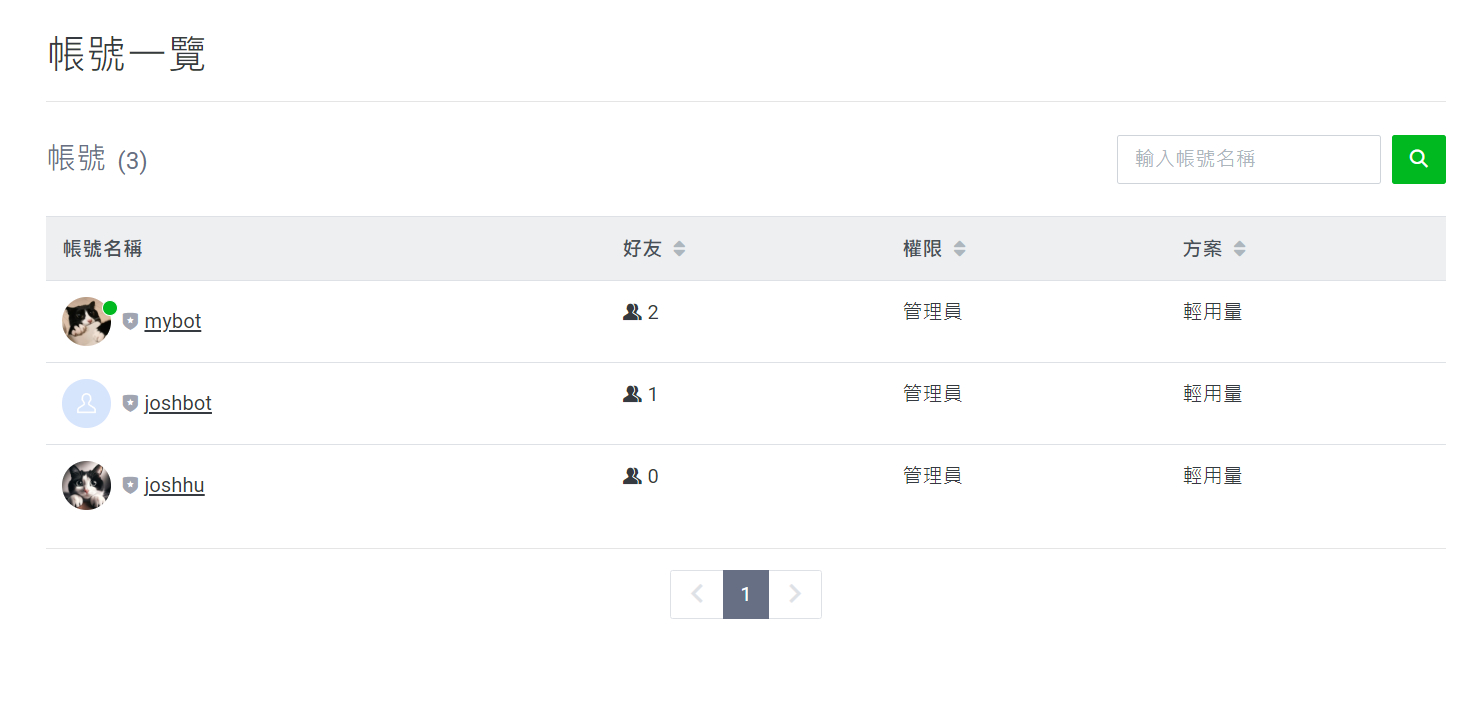 帳號一覽
帳號 (3)
輸入帳號名稱
帳號名稱 好友 權限 方案
mybot 2 管理員 輕用量
joshbot 1 管理員 輕用量
joshhu 0 管理員 輕用量
1